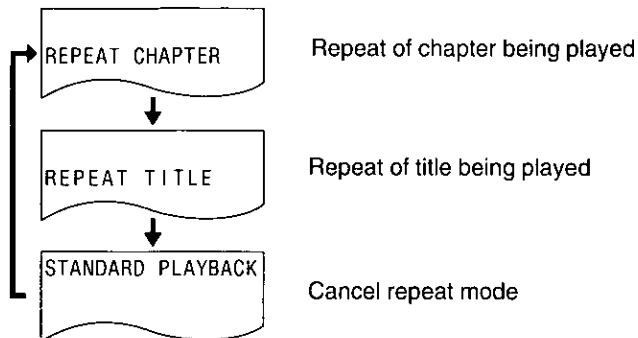 REPEAT CHAPTER
Repeat of chapter being played
REPEAT TITLE
Repeat of title being played
STANDARD PLAYBACK
Cancel repeat mode